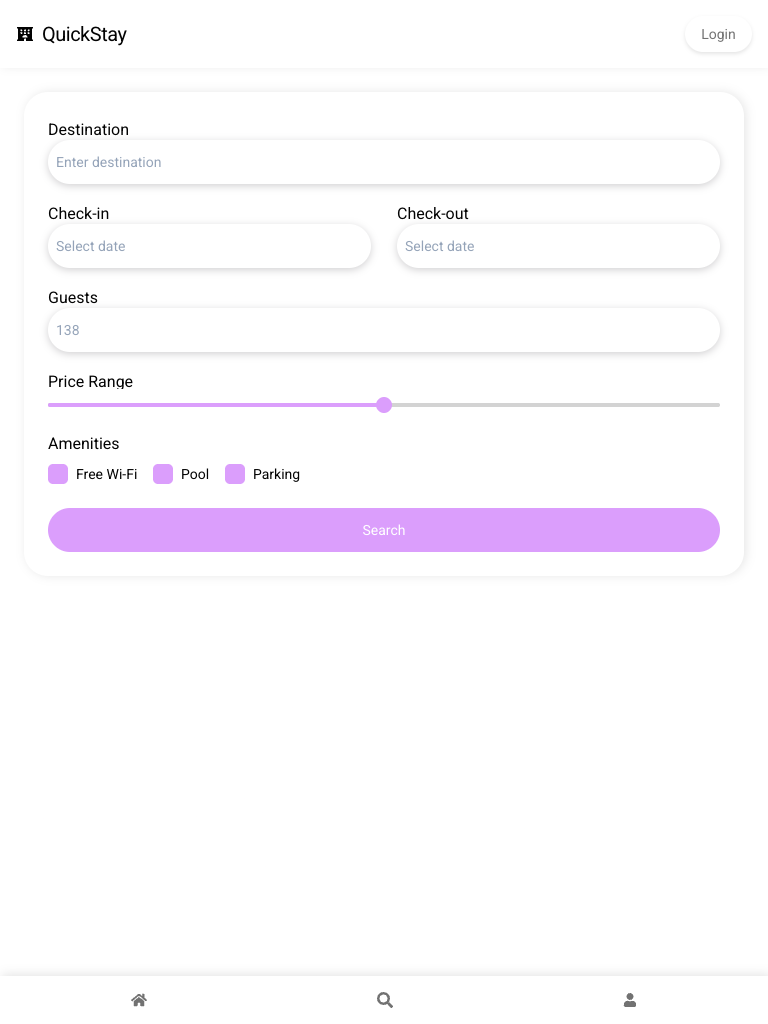 QuickStay
Login
Destination
Enter destination
Check-in
Check-out
Select date
Select date
Guests
138
Price Range
Amenities
Free Wi-Fi
Pool
Parking
Search